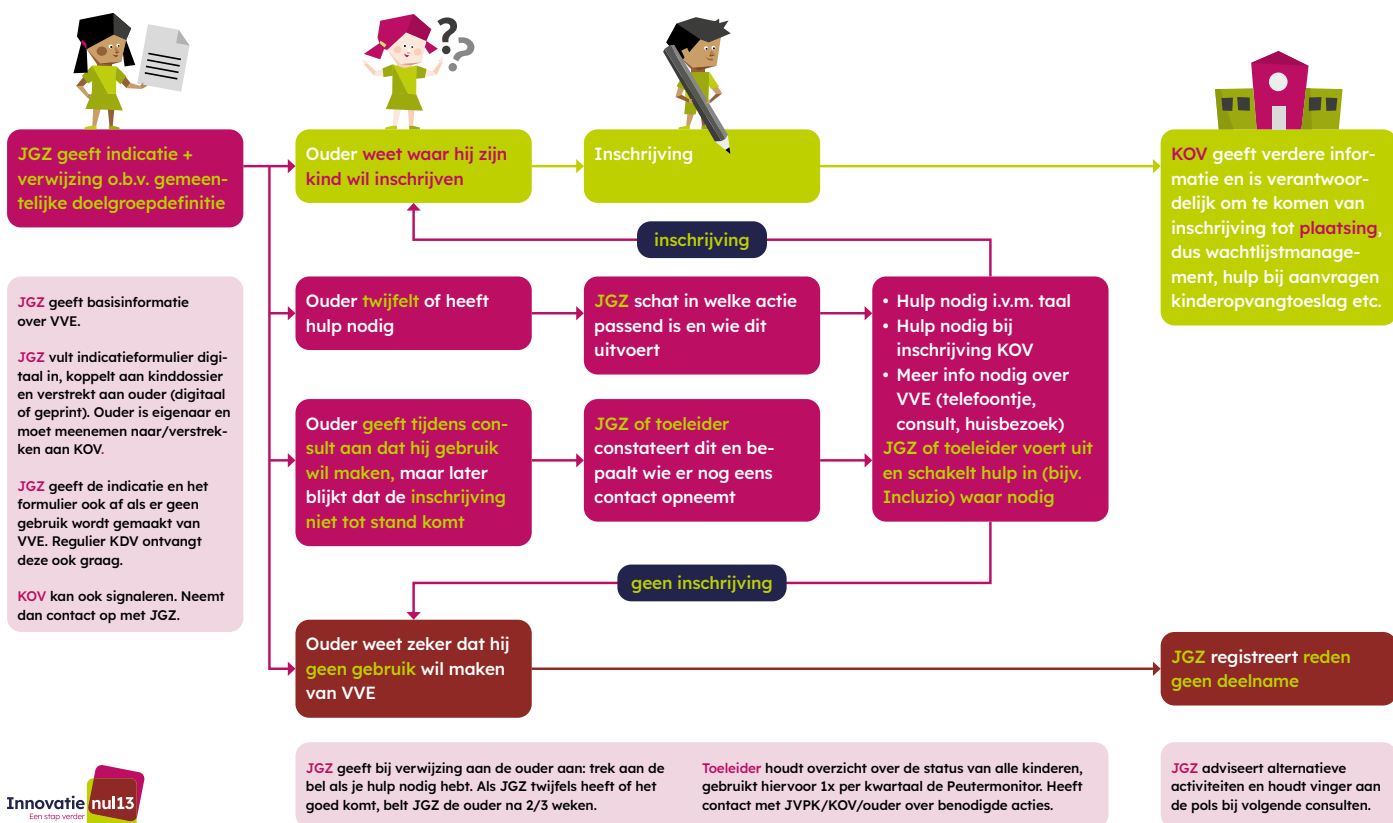 JGZ geeft indicatie +
verwijzing o.b.v. gemeen-
telijke doelgroepdefinitie
Ouder weet waar hij zijn
kind wil inschrijven
Inschrijving
KOV geeft verdere infor-
matie en is verantwoor-
delijk om te komen van
inschrijving tot plaatsing,
dus wachtlijstmanage-
ment, hulp bij aanvragen
kinderopvangtoeslag etc.
inschrijving
JGZ geeft basisinformatie
over VVE.
JGZ vult indicatieformulier digi-
taal in, koppelt aan kinddossier
en verstrekt aan ouder (digitaal
of geprint). Ouder is eigenaar en
moet meenemen naar/verstrek-
ken aan KOV.
JGZ geeft de indicatie en het
formulier ook af als er geen
gebruik wordt gemaakt van
VVE. Regulier KDV ontvangt
deze ook graag.
KOV kan ook signaleren. Neemt
dan contact op met JGZ.
Ouder twijfelt of heeft
hulp nodig
JGZ schat in welke actie
passend is en wie dit
uitvoert
• Hulp nodig i.v.m. taal
• Hulp nodig bij
inschrijving KOV
• Meer info nodig over
VVE (telefoontje,
consult, huisbezoek)
JGZ of toeleider voert uit
en schakelt hulp in (bijv.
Incluzio) waar nodig
Ouder geeft tijdens con-
sult aan dat hij gebruik
wil maken, maar later
blijkt dat de inschrijving
niet tot stand komt
JGZ of toeleider
constateert dit en be-
paalt wie er nog eens
contact opneemt
geen inschrijving
Ouder weet zeker dat hij
geen gebruik wil maken
van VVE
JGZ registreert reden
geen deelname
JGZ geeft bij verwijzing aan de ouder aan: trek aan de
bel als je hulp nodig hebt. Als JGZ twijfels heeft of het
goed komt, belt JGZ de ouder na 2/3 weken.
Toeleider houdt overzicht over de status van alle kinderen,
gebruikt hiervoor 1x per kwartaal de Peutermonitor. Heeft
contact met JVPK/KOV/ouder over benodigde acties.
JGZ adviseert alternatieve
activiteiten en houdt vinger aan
de pols bij volgende consulten.
Innovatie nul13
Een stap verder